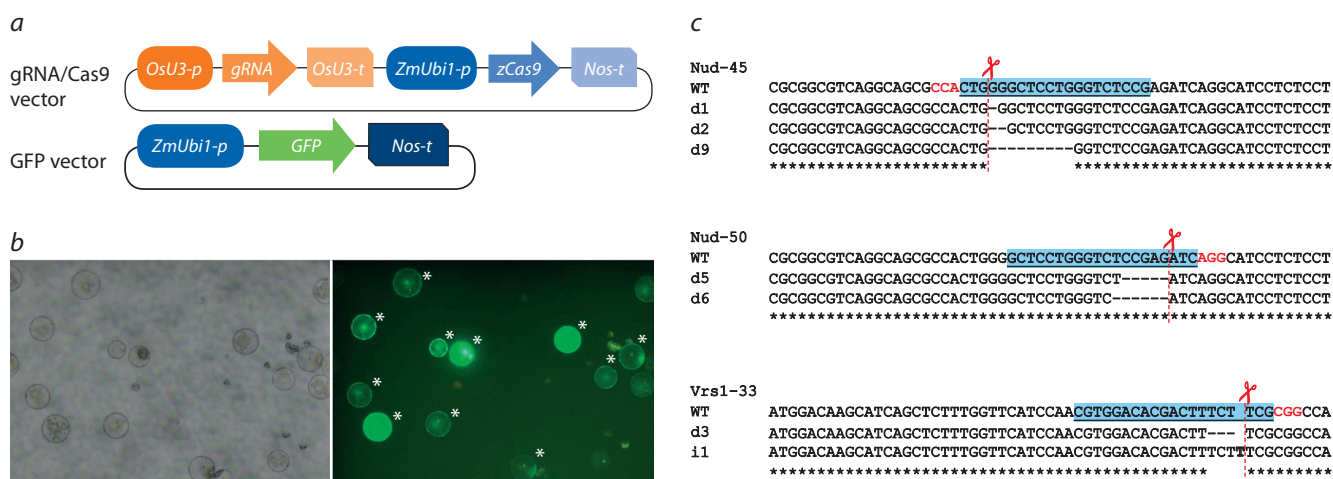 a
gRNA/Cas9 vector
OsU3-p gRNA OsU3-t ZmUbi1-p zCas9 Nos-t
GFP vector
ZmUbi1-p GFP Nos-t
b
* * * * * * * * * *
c
Nud-45
WT CGCGGCGTCAGGCAGCGCCACTGGGGCTCCTGGGTCTCCGAGATCAGGCATCCTCTCCT
d1 CGCGGCGTCAGGCAGCGCCACTG-GGCTCCTGGGTCTCCGAGATCAGGCATCCTCTCCT
d2 CGCGGCGTCAGGCAGCGCCACTG--GCTCCTGGGTCTCCGAGATCAGGCATCCTCTCCT
d9 CGCGGCGTCAGGCAGCGCCACTG---------GGTCTCCGAGATCAGGCATCCTCTCCT
*********************** ***************************
Nud-50
WT CGCGGCGTCAGGCAGCGCCACTGGGGCTCCTGGGTCTCCGAGATCAGGCATCCTCTCCT
d5 CGCGGCGTCAGGCAGCGCCACTGGGGCTCCTGGGTCT-----ATCAGGCATCCTCTCCT
d6 CGCGGCGTCAGGCAGCGCCACTGGGGCTCCTGGGTC------ATCAGGCATCCTCTCCT
***********************************************************
Vrs1-33
WT ATGGACAAGCATCAGCTCTTTGGTTCATCCAACGTGGACACGACTTTCT TCGCGGCCA
d3 ATGGACAAGCATCAGCTCTTTGGTTCATCCAACGTGGACACGACTT--- TCGCGGCCA
i1 ATGGACAAGCATCAGCTCTTTGGTTCATCCAACGTGGACACGACTTTCTTTCGCGGCCA
********************************************** *********